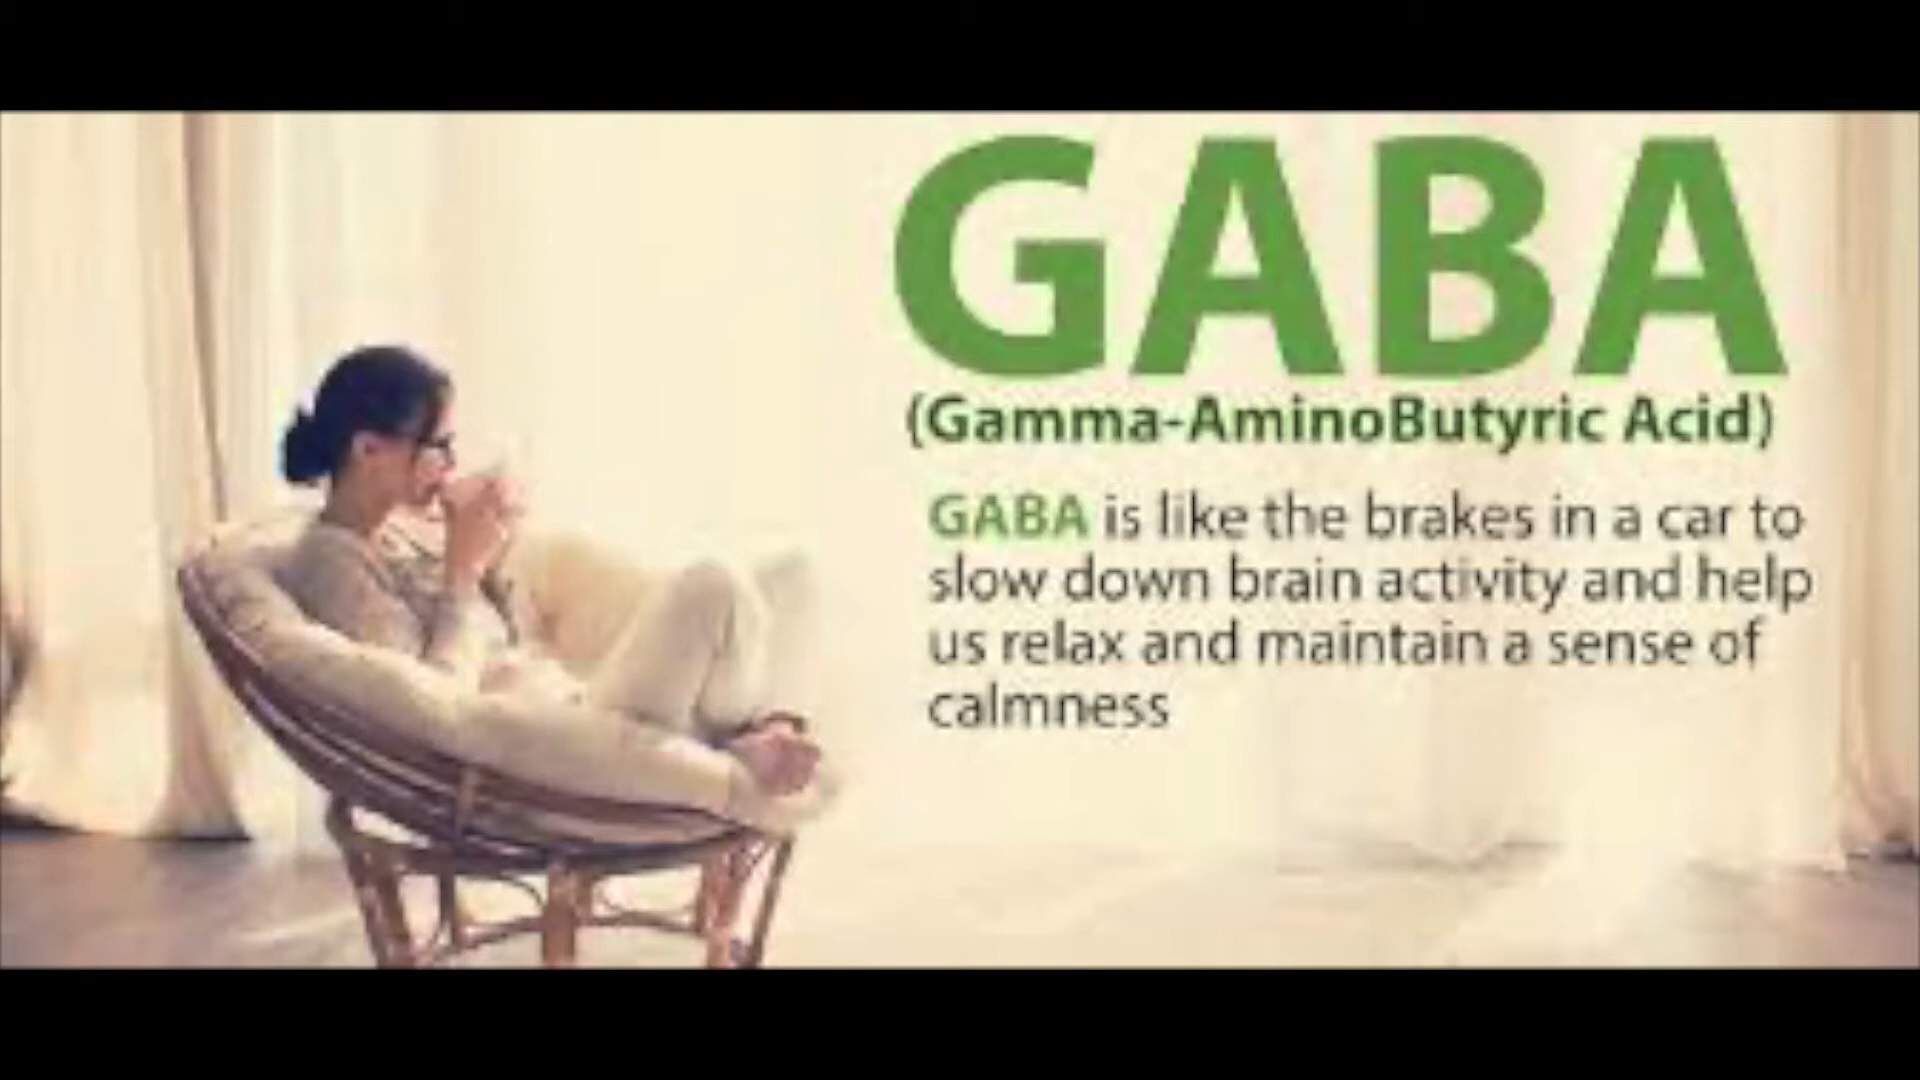 GABA
(Gamma-AminoButyric Acid)
GABA is like the brakes in a car to
slow down brain activity and help
us relax and maintain a sense of
calmness